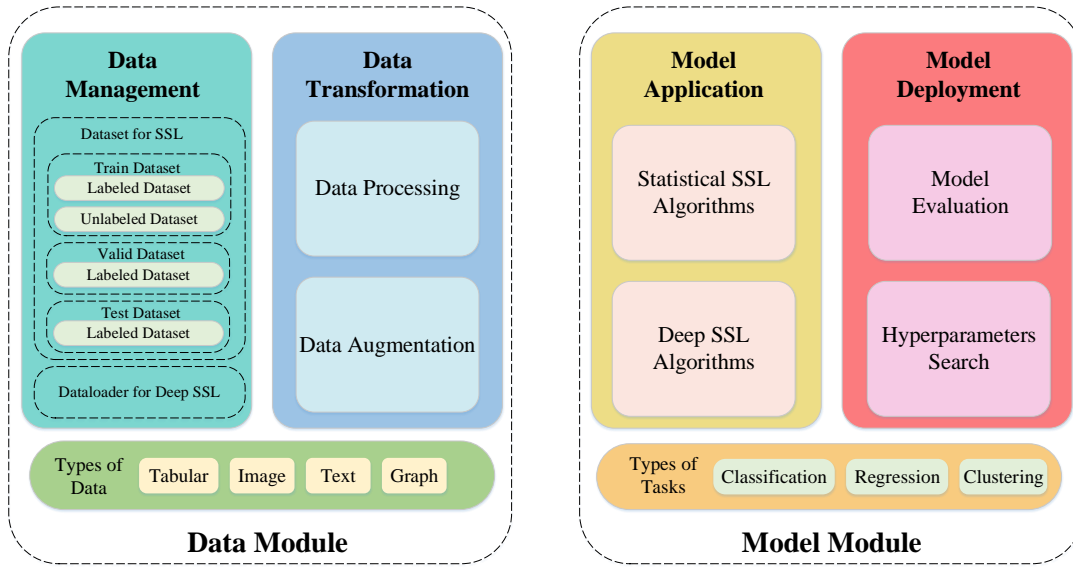 Data
Management
Dataset for SSL
Train Dataset
Labeled Dataset
Unlabeled Dataset
Valid Dataset
Labeled Dataset
Test Dataset
Labeled Dataset
Dataloader for Deep SSL
Data
Transformation
Data Processing
Data Augmentation
Types of
Data
Tabular
Image
Text
Graph
Data Module
Model
Application
Statistical SSL
Algorithms
Deep SSL
Algorithms
Model
Deployment
Model
Evaluation
Hyperparameters
Search
Types of
Tasks
Classification
Regression
Clustering
Model Module